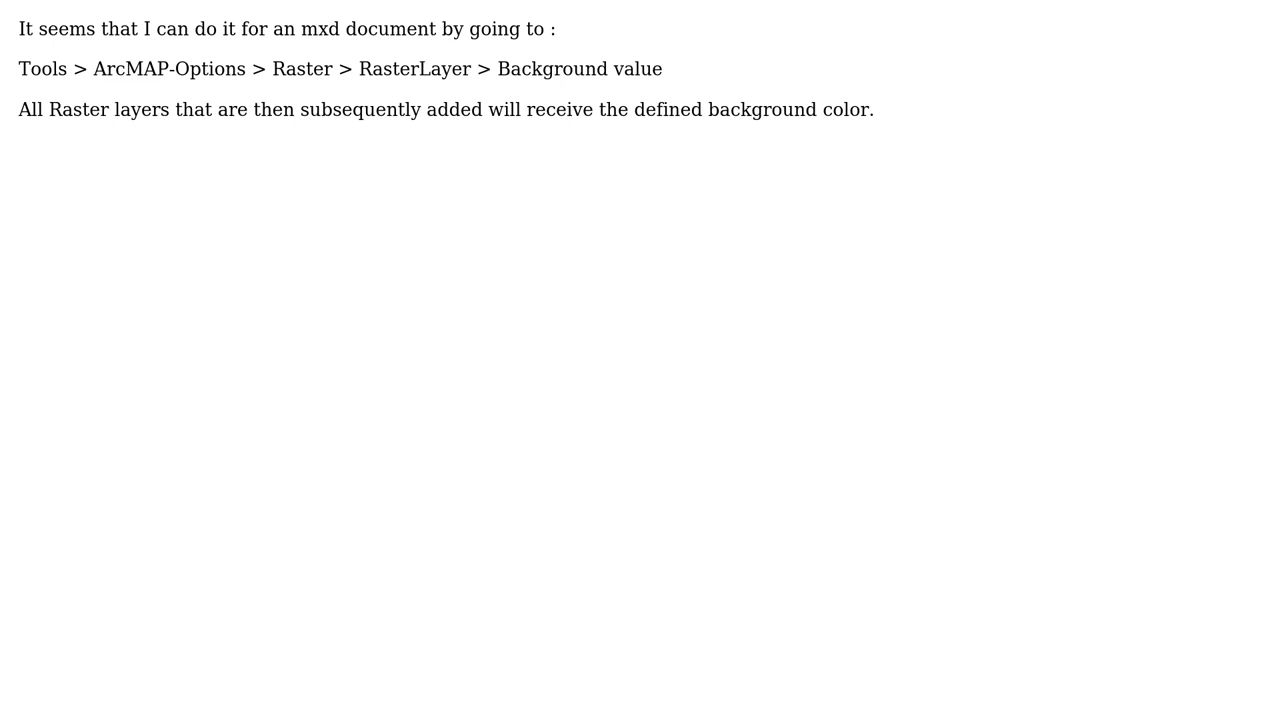 It seems that I can do it for an mxd document by going to :
Tools > ArcMAP-Options > Raster > RasterLayer > Background value
All Raster layers that are then subsequently added will receive the defined background color.